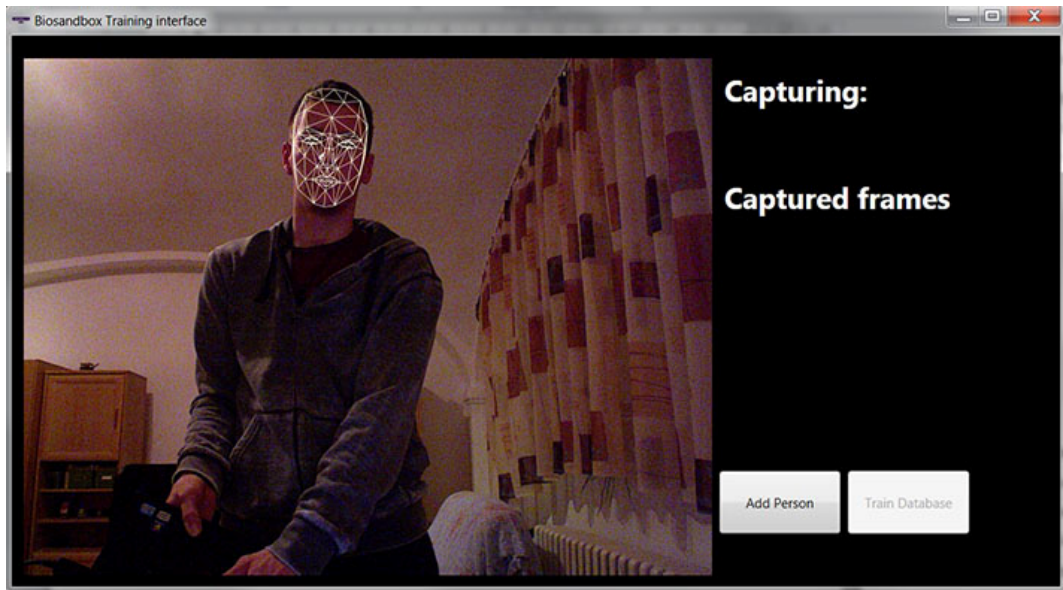 Biosandbox Training interface
Capturing:
Captured frames
Add Person
Train Database